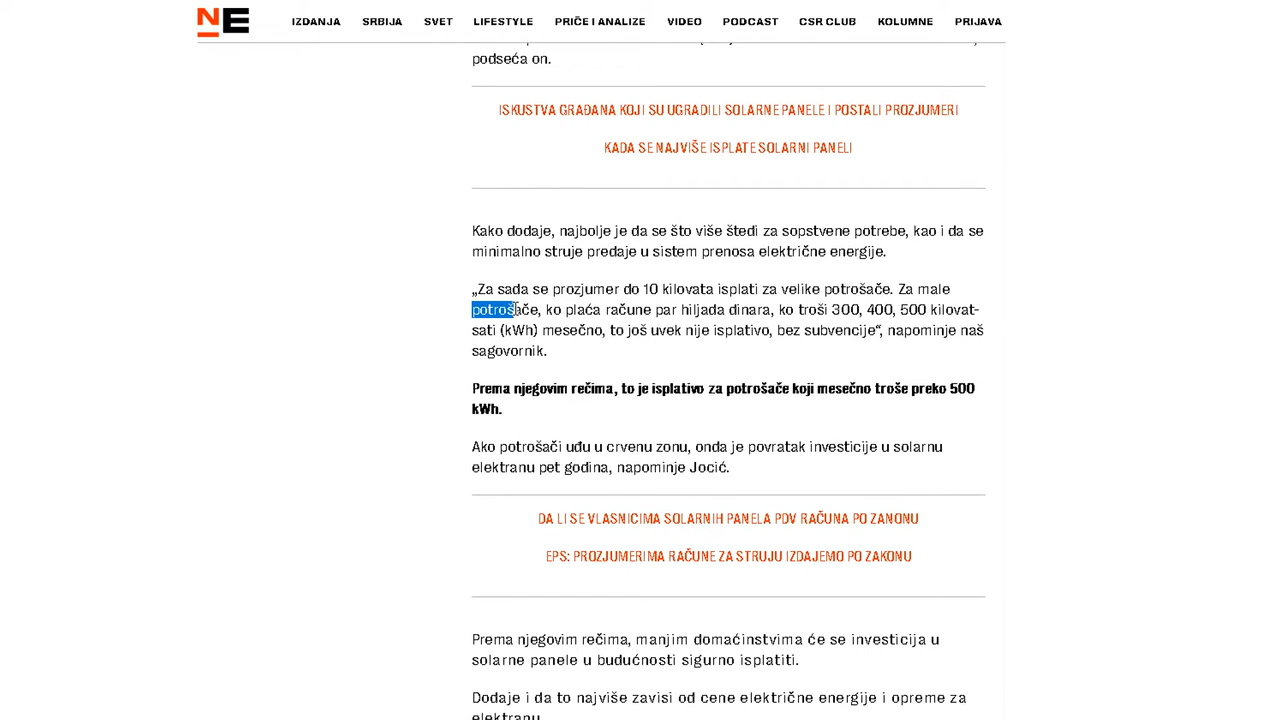 NE
IZDANJA SRBIJA SVET LIFESTYLE PRIČE I ANALIZE VIDEO PODCAST CSR CLUB KOLUMNE PRIJAVA
podseća on.
ISKUSTVA GRAĐANA KOJI SU UGRADILI SOLARNE PANELE I POSTALI PROZJUMERI
KADA SE NAJVIŠE ISPLATE SOLARNI PANELI
Kako dodaje, najbolje je da se što više štedi za sopstvene potrebe, kao i da se
minimalno struje predaje u sistem prenosa električne energije.
„Za sada se prozjumer do 10 kilovata isplati za velike potrošače. Za male
potrošače, ko plaća račune par hiljada dinara, ko troši 300, 400, 500 kilovat-
sati (kWh) mesečno, to još uvek nije isplativo, bez subvencije“, napominje naš
sagovornik.
Prema njegovim rečima, to je isplativo za potrošače koji mesečno troše preko 500
kWh.
Ako potrošači uđu u crvenu zonu, onda je povratak investicije u solarnu
elektranu pet godina, napominje Jocić.
DA LI SE VLASNICIMA SOLARNIH PANELA PDV RAČUNA PO ZANONU
EPS: PROZJUMERIMA RAČUNE ZA STRUJU IZDAJEMO PO ZAKONU
Prema njegovim rečima, manjim domaćinstvima će se investicija u
solarne panele u budućnosti sigurno isplatiti.
Dodaje i da to najviše zavisi od cene električne energije i opreme za
elektranu.